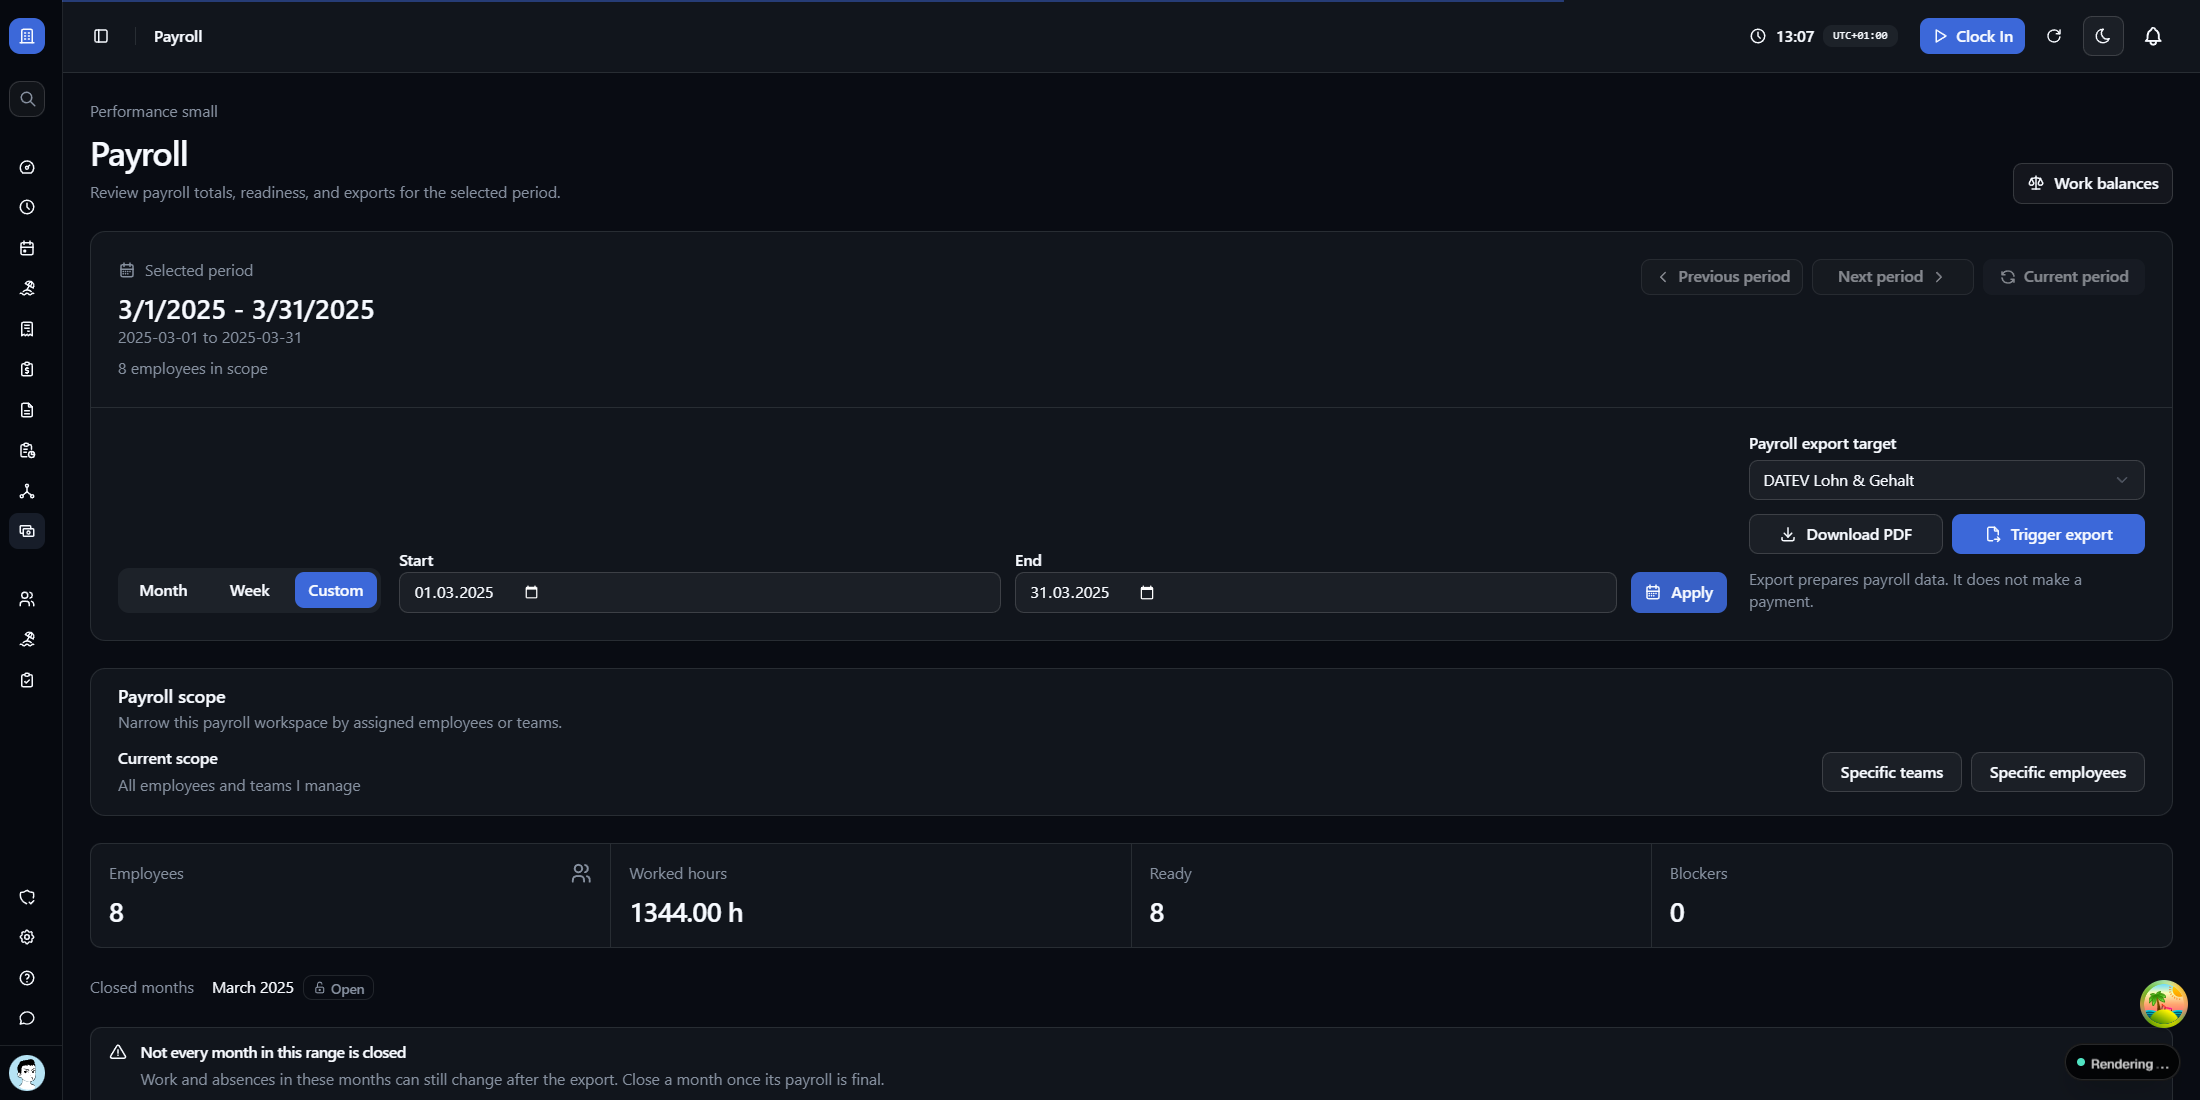 Payroll
13:07
UTC+01:00
Clock In
Performance small
Payroll
Review payroll totals, readiness, and exports for the selected period.
Work balances
Selected period
3/1/2025 - 3/31/2025
2025-03-01 to 2025-03-31
8 employees in scope
Previous period
Next period
Current period
Payroll export target
DATEV Lohn & Gehalt
Download PDF
Trigger export
Export prepares payroll data. It does not make a
payment.
Month
Week
Custom
Start
01.03.2025
End
31.03.2025
Apply
Payroll scope
Narrow this payroll workspace by assigned employees or teams.
Current scope
All employees and teams I manage
Specific teams
Specific employees
Employees
8
Worked hours
1344.00 h
Ready
8
Blockers
0
Closed months
March 2025
Open
Not every month in this range is closed
Work and absences in these months can still change after the export. Close a month once its payroll is final.
Rendering ...